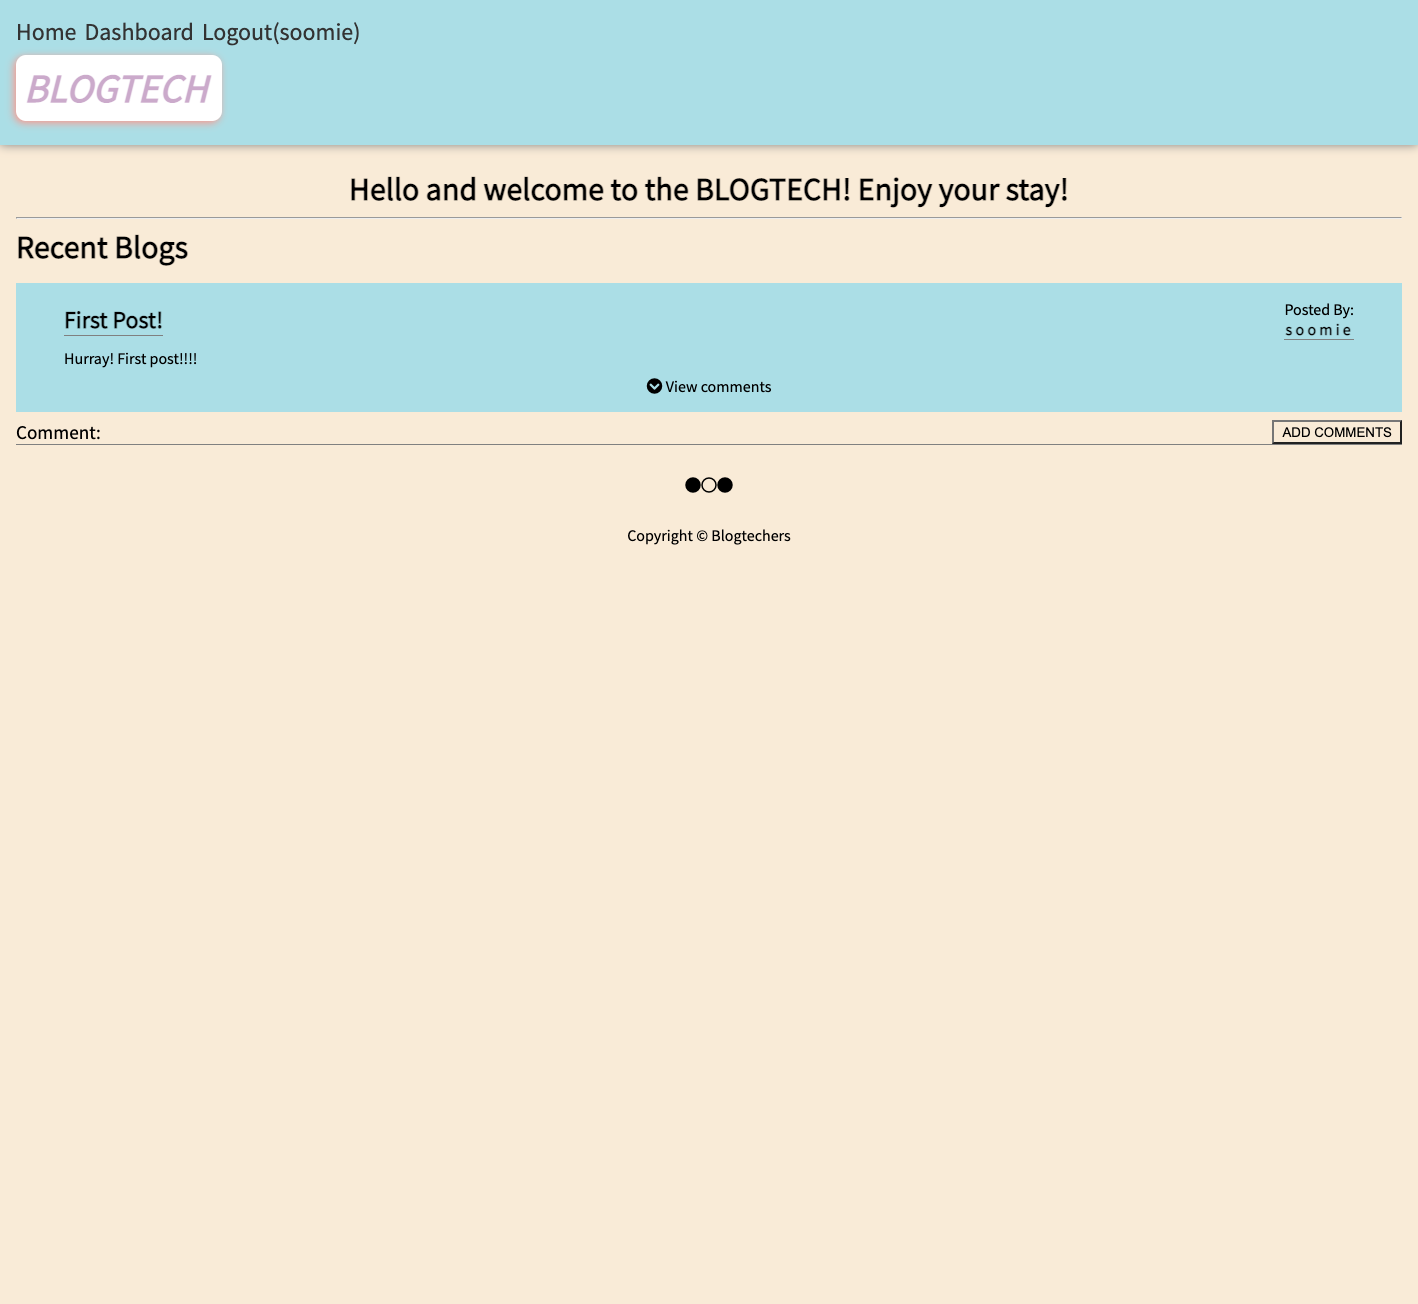 Home Dashboard Logout(soomie)
BLOGTECH
Hello and welcome to the BLOGTECH! Enjoy your stay!
Recent Blogs
First Post!
Posted By:
soomie
Hurray! First post!!!!
View comments
Comment:
ADD COMMENTS
Copyright © Blogtechers